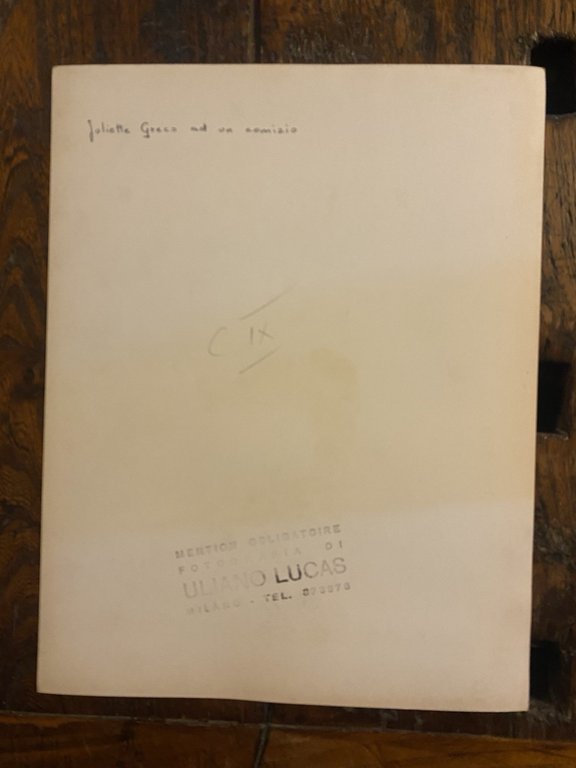 Juliette Greco ad un comizio
C IX
MENTION OBLIGATOIRE
FOTOGRAFIA DI
ULIANO LUCAS
MILANO - TEL.